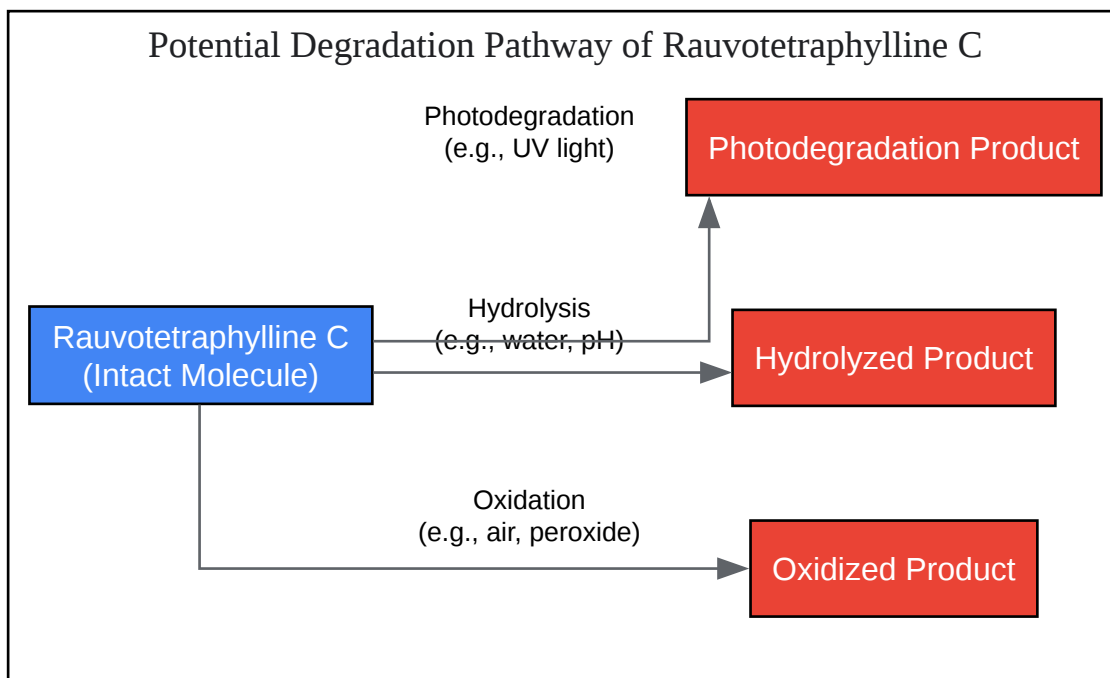 Potential Degradation Pathway of Rauvotetraphylline C
Photodegradation
(e.g., UV light)
Photodegradation Product
Rauvotetraphylline C
(Intact Molecule)
Hydrolysis
(e.g., water, pH)
Hydrolyzed Product
Oxidation
(e.g., air, peroxide)
Oxidized Product